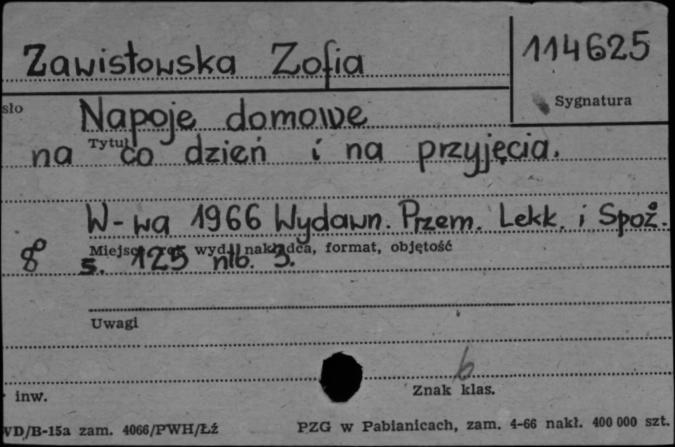 Zawistowska Zofia
114625
sło
Sygnatura
Napoje domowe
Tytuł
na co dzień i na przyjęcia.
W-wa 1966 Wydawn. Przem. Lekk. i Spoż.
Miejsce, rok wyd., nakładca, format, objętość
8° s. 125 nlb. 3.
Uwagi
b
inw.
Znak klas.
WD/B-15a zam. 4066/PWH/Łź
PZG w Pabianicach, zam. 4-66 nakł. 400 000 szt.